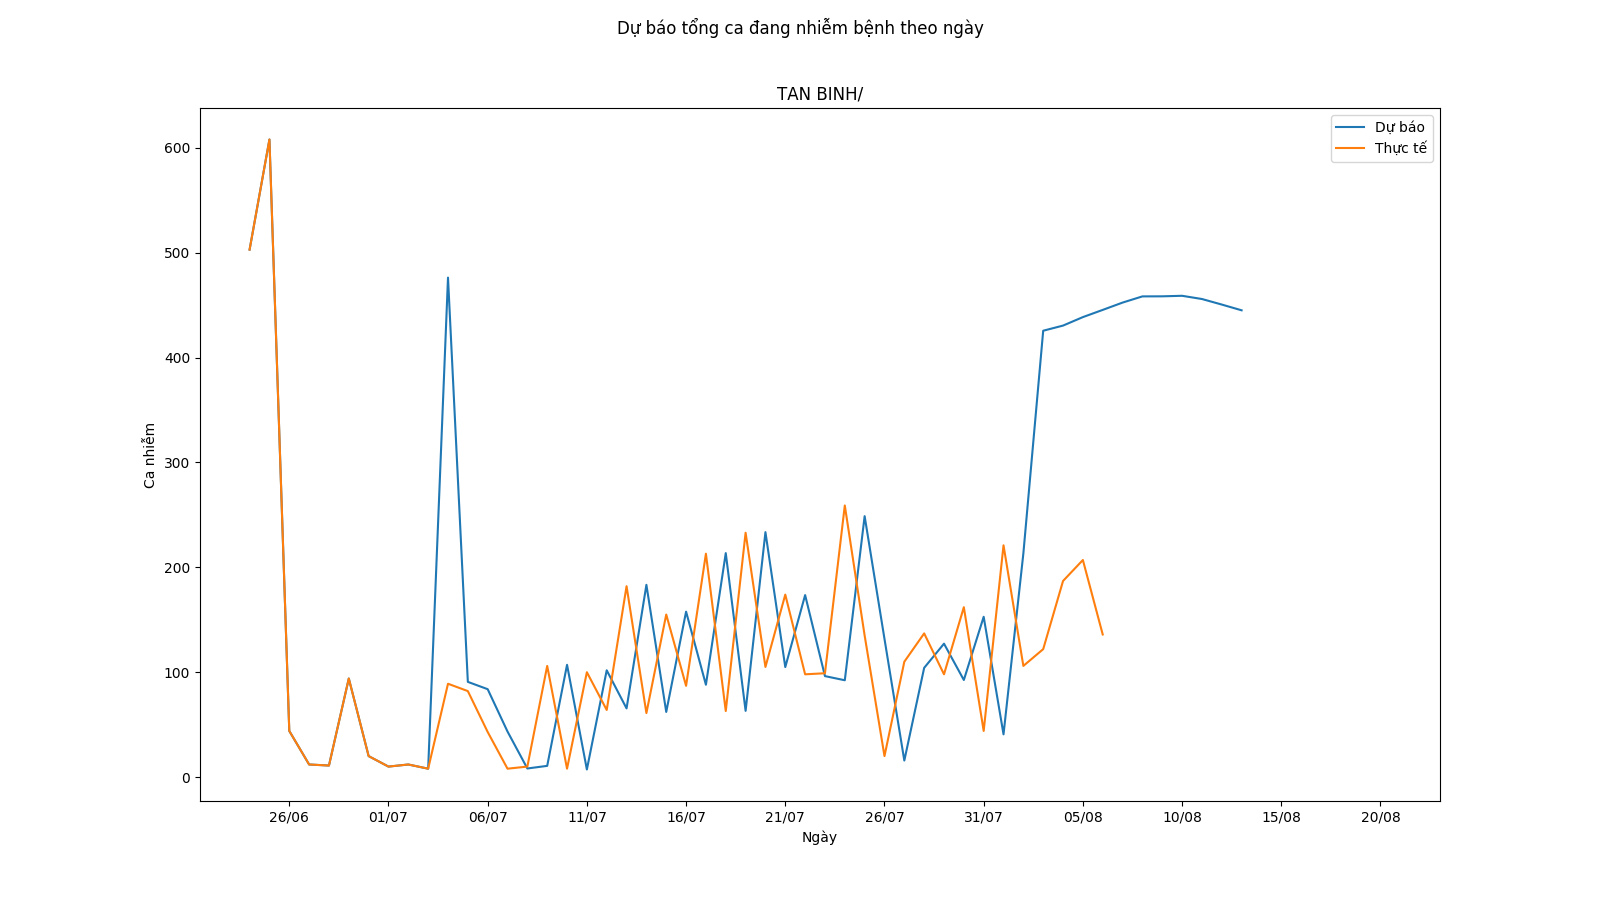 Dự báo tổng ca đang nhiễm bệnh theo ngày
TAN BINH/
Dự báo
Thực tế
600
500
400
300
200
100
0
Ca nhiễm
26/06 01/07 06/07 11/07 16/07 21/07 26/07 31/07 05/08 10/08 15/08 20/08
Ngày